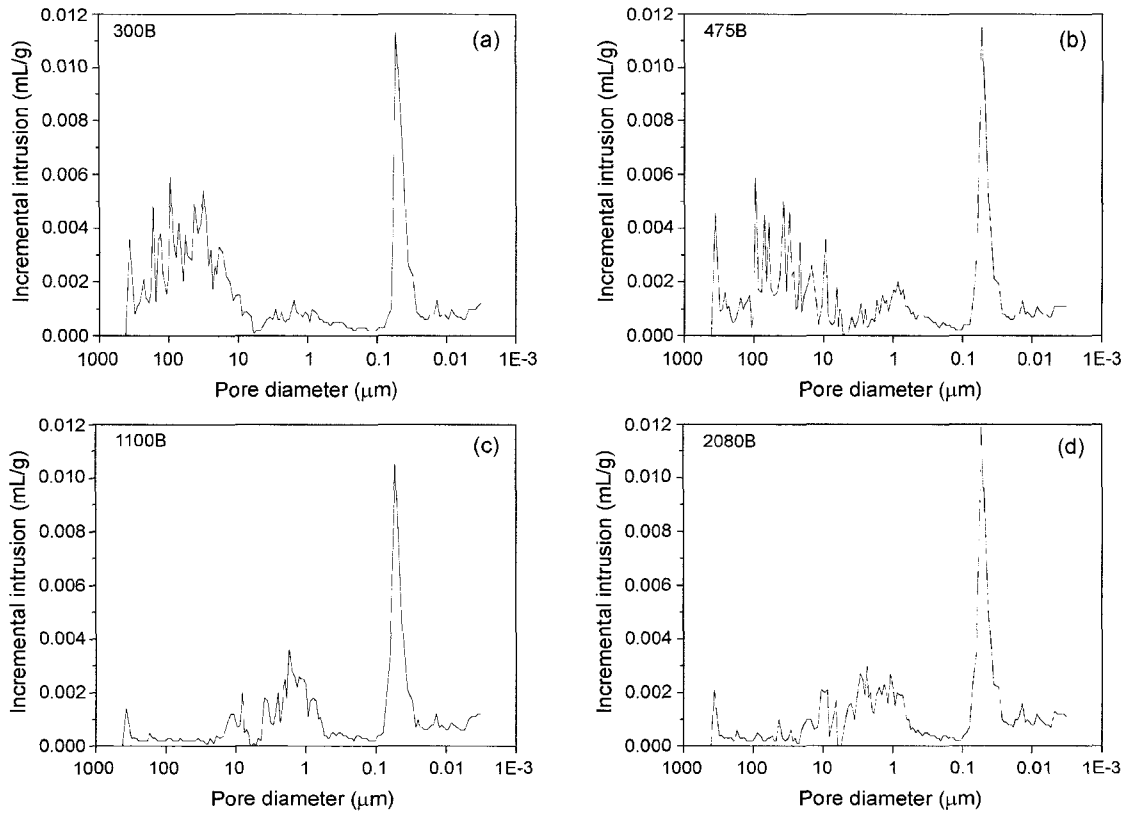 300B
(a)
0.012
0.010
0.008
0.006
0.004
0.002
0.000
Incremental intrusion (mL/g)
1000 100 10 1 0.1 0.01 1E-3
Pore diameter (μm)
475B
(b)
0.012
0.010
0.008
0.006
0.004
0.002
0.000
Incremental intrusion (mL/g)
1000 100 10 1 0.1 0.01 1E-3
Pore diameter (μm)
1100B
(c)
0.012
0.010
0.008
0.006
0.004
0.002
0.000
Incremental intrusion (mL/g)
1000 100 10 1 0.1 0.01 1E-3
Pore diameter (μm)
2080B
(d)
0.012
0.010
0.008
0.006
0.004
0.002
0.000
Incremental intrusion (mL/g)
1000 100 10 1 0.1 0.01 1E-3
Pore diameter (μm)